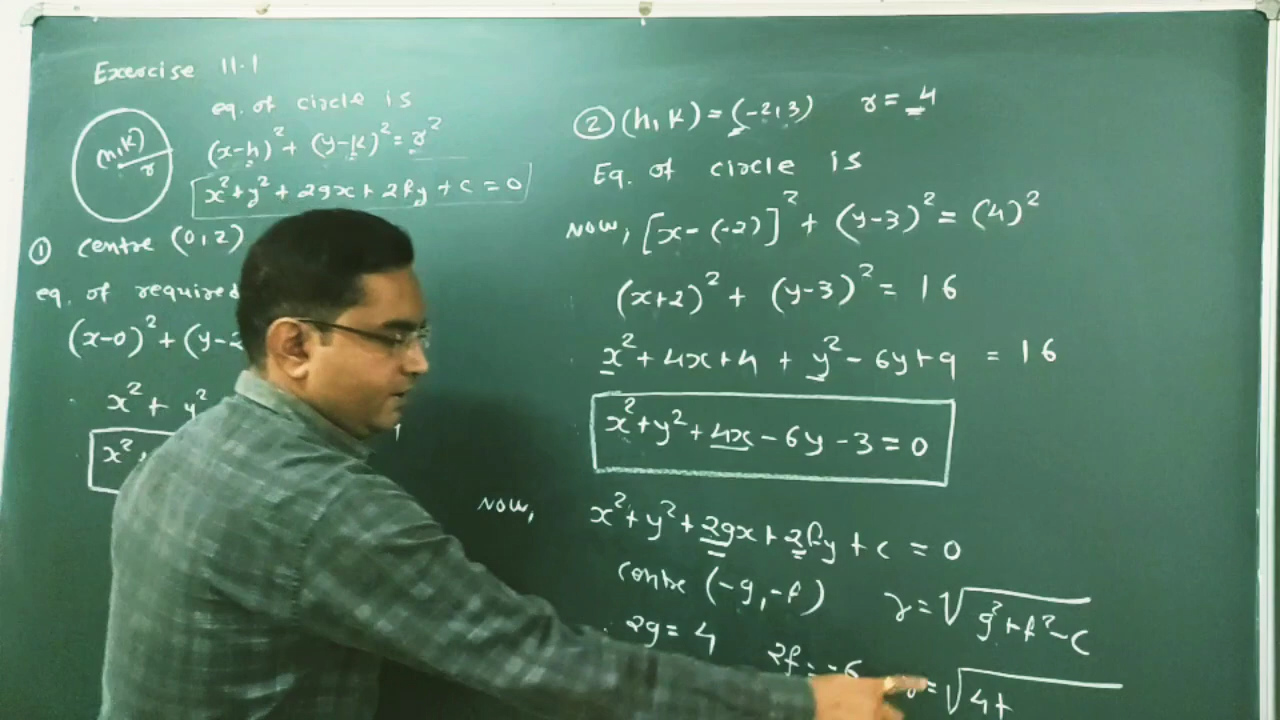 Exercise 11.1
eq. of circle is
(h,k)
r
(x-h)² + (y-k)² = r²
x²+y²+2gx+2fy+c=0
① centre (0,2)
eq. of required
(x-0)² + (y-2
x² + y²
x²
② (h,k) = (-2,3) r = 4
Eq. of circle is
Now, [x-(-2)]² + (y-3)² = (4)²
(x+2)² + (y-3)² = 16
x²+4x+4 + y²-6y+9 = 16
x²+y²+4x-6y-3=0
Now, x²+y²+2gx+2fy+c=0
centre (-g,-f) r=√g²+f²-c
2g=4 2f=-6 r=√4+